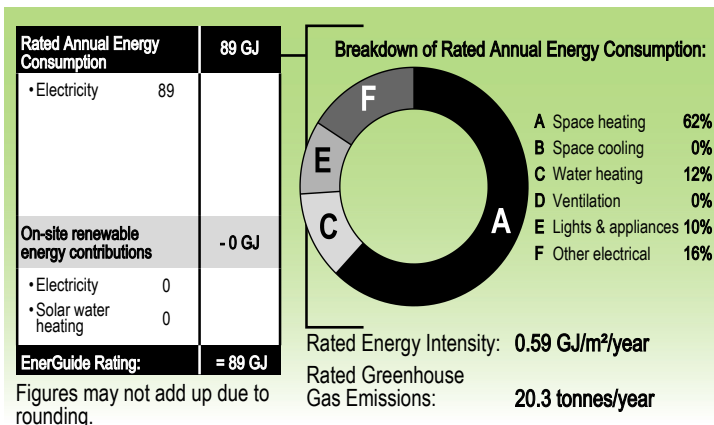 Rated Annual Energy
Consumption
89 GJ
• Electricity 89
On-site renewable
energy contributions
- 0 GJ
• Electricity 0
• Solar water
heating 0
EnerGuide Rating: = 89 GJ
Figures may not add up due to
rounding.
Breakdown of Rated Annual Energy Consumption:
F
E
C
A
A Space heating 62%
B Space cooling 0%
C Water heating 12%
D Ventilation 0%
E Lights & appliances 10%
F Other electrical 16%
Rated Energy Intensity: 0.59 GJ/m²/year
Rated Greenhouse
Gas Emissions: 20.3 tonnes/year